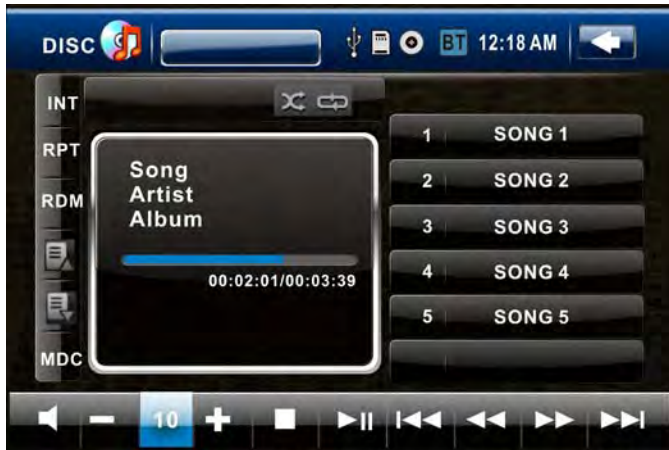 DISC BT 12:18 AM
INT
RPT
RDM
MDC
Song
Artist
Album
00:02:01/00:03:39
1 SONG 1
2 SONG 2
3 SONG 3
4 SONG 4
5 SONG 5
10